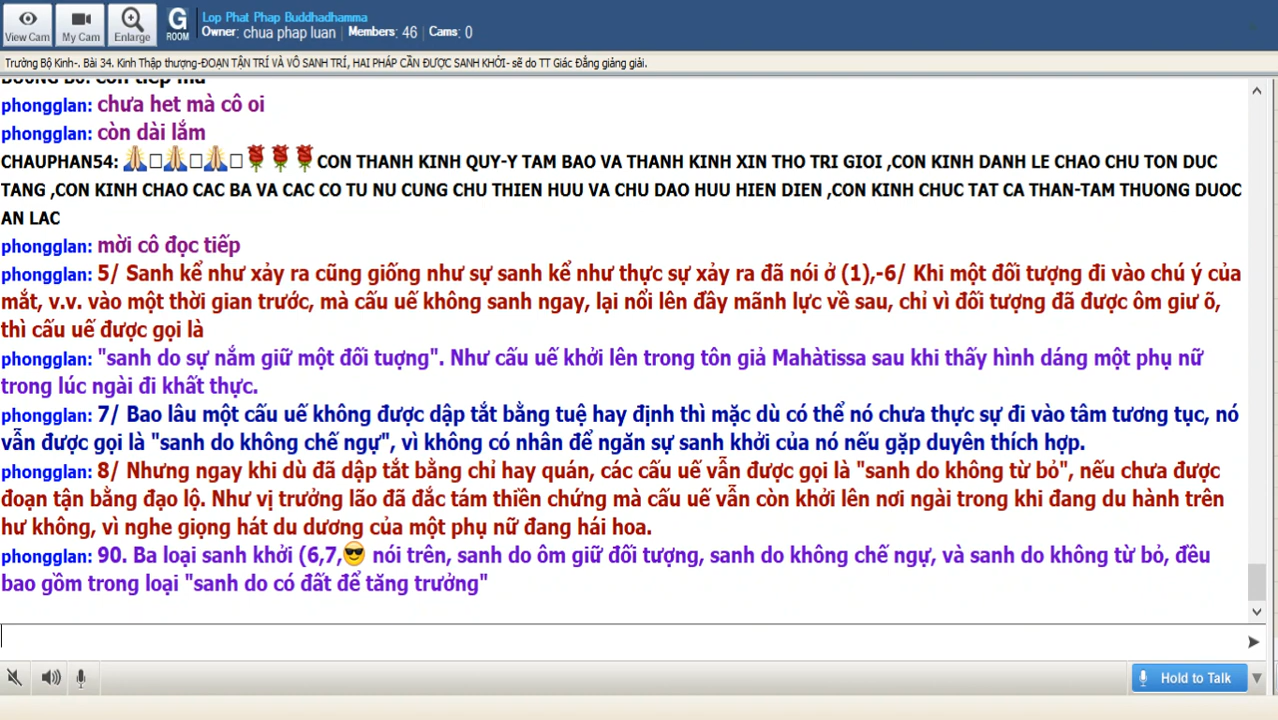 Lop Phat Phap Buddhadhamma
View Cam
My Cam
Enlarge
G
ROOM
Owner: chua phap luan | Members: 46 | Cams: 0
Trường Bộ Kinh-. Bài 34. Kinh Thập thượng-ĐOẠN TẬN TRÍ VÀ VÔ SANH TRÍ, HAI PHÁP CẦN ĐƯỢC SANH KHỞI- sẽ do TT Giác Đẳng giảng giải.
phongglan: chưa het mà cô oi
phongglan: còn dài lắm
CHAUPHAN54: 🙏□🙏□🙏□🌹🌹🌹CON THANH KINH QUY-Y TAM BAO VA THANH KINH XIN THO TRI GIOI ,CON KINH DANH LE CHAO CHU TON DUC
TANG ,CON KINH CHAO CAC BA VA CAC CO TU NU CUNG CHU THIEN HUU VA CHU DAO HUU HIEN DIEN ,CON KINH CHUC TAT CA THAN-TAM THUONG DUOC
AN LAC
phongglan: mời cô đọc tiếp
phongglan: 5/ Sanh kể như xảy ra cũng giống như sự sanh kể như thực sự xảy ra đã nói ở (1),-6/ Khi một đối tượng đi vào chú ý của
mắt, v.v. vào một thời gian trước, mà cấu uế không sanh ngay, lại nổi lên đầy mãnh lực về sau, chỉ vì đối tượng đã được ôm giư õ,
thì cấu uế được gọi là
phongglan: "sanh do sự nắm giữ một đối tuợng". Như cấu uế khởi lên trong tôn giả Mahàtissa sau khi thấy hình dáng một phụ nữ
trong lúc ngài đi khất thực.
phongglan: 7/ Bao lâu một cấu uế không được dập tắt bằng tuệ hay định thì mặc dù có thể nó chưa thực sự đi vào tâm tương tục, nó
vẫn được gọi là "sanh do không chế ngự", vì không có nhân để ngăn sự sanh khởi của nó nếu gặp duyên thích hợp.
phongglan: 8/ Nhưng ngay khi dù đã dập tắt bằng chỉ hay quán, các cấu uế vẫn được gọi là "sanh do không từ bỏ", nếu chưa được
đoạn tận bằng đạo lộ. Như vị trưởng lão đã đắc tám thiền chứng mà cấu uế vẫn còn khởi lên nơi ngài trong khi đang du hành trên
hư không, vì nghe giọng hát du dương của một phụ nữ đang hái hoa.
phongglan: 90. Ba loại sanh khởi (6,7,😎 nói trên, sanh do ôm giữ đối tượng, sanh do không chế ngự, và sanh do không từ bỏ, đều
bao gồm trong loại "sanh do có đất để tăng trưởng"
Hold to Talk